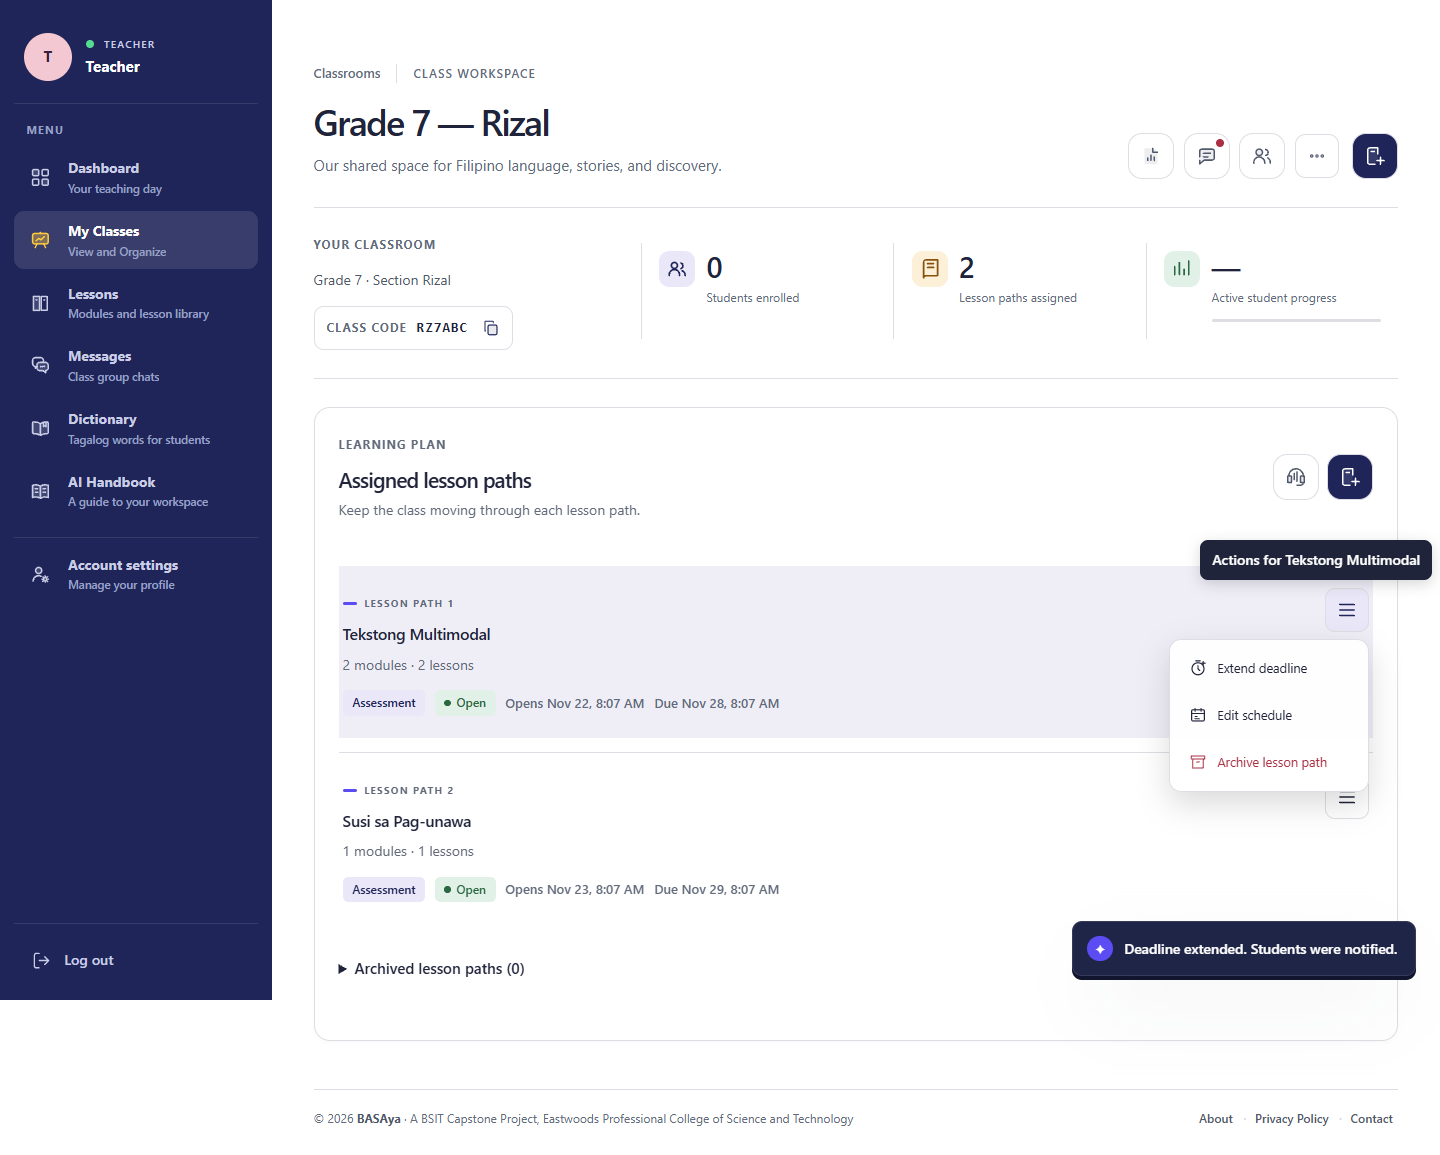 T
TEACHER
Teacher
MENU
Dashboard
Your teaching day
My Classes
View and Organize
Lessons
Modules and lesson library
Messages
Class group chats
Dictionary
Tagalog words for students
AI Handbook
A guide to your workspace
Account settings
Manage your profile
Log out
Classrooms
CLASS WORKSPACE
Grade 7 — Rizal
Our shared space for Filipino language, stories, and discovery.
YOUR CLASSROOM
Grade 7 · Section Rizal
CLASS CODE RZ7ABC
0
Students enrolled
2
Lesson paths assigned
—
Active student progress
LEARNING PLAN
Assigned lesson paths
Keep the class moving through each lesson path.
Actions for Tekstong Multimodal
LESSON PATH 1
Tekstong Multimodal
2 modules · 2 lessons
Assessment Open Opens Nov 22, 8:07 AM Due Nov 28, 8:07 AM
Extend deadline
Edit schedule
Archive lesson path
LESSON PATH 2
Susi sa Pag-unawa
1 modules · 1 lessons
Assessment Open Opens Nov 23, 8:07 AM Due Nov 29, 8:07 AM
Deadline extended. Students were notified.
Archived lesson paths (0)
© 2026 BASAya · A BSIT Capstone Project, Eastwoods Professional College of Science and Technology
About · Privacy Policy · Contact